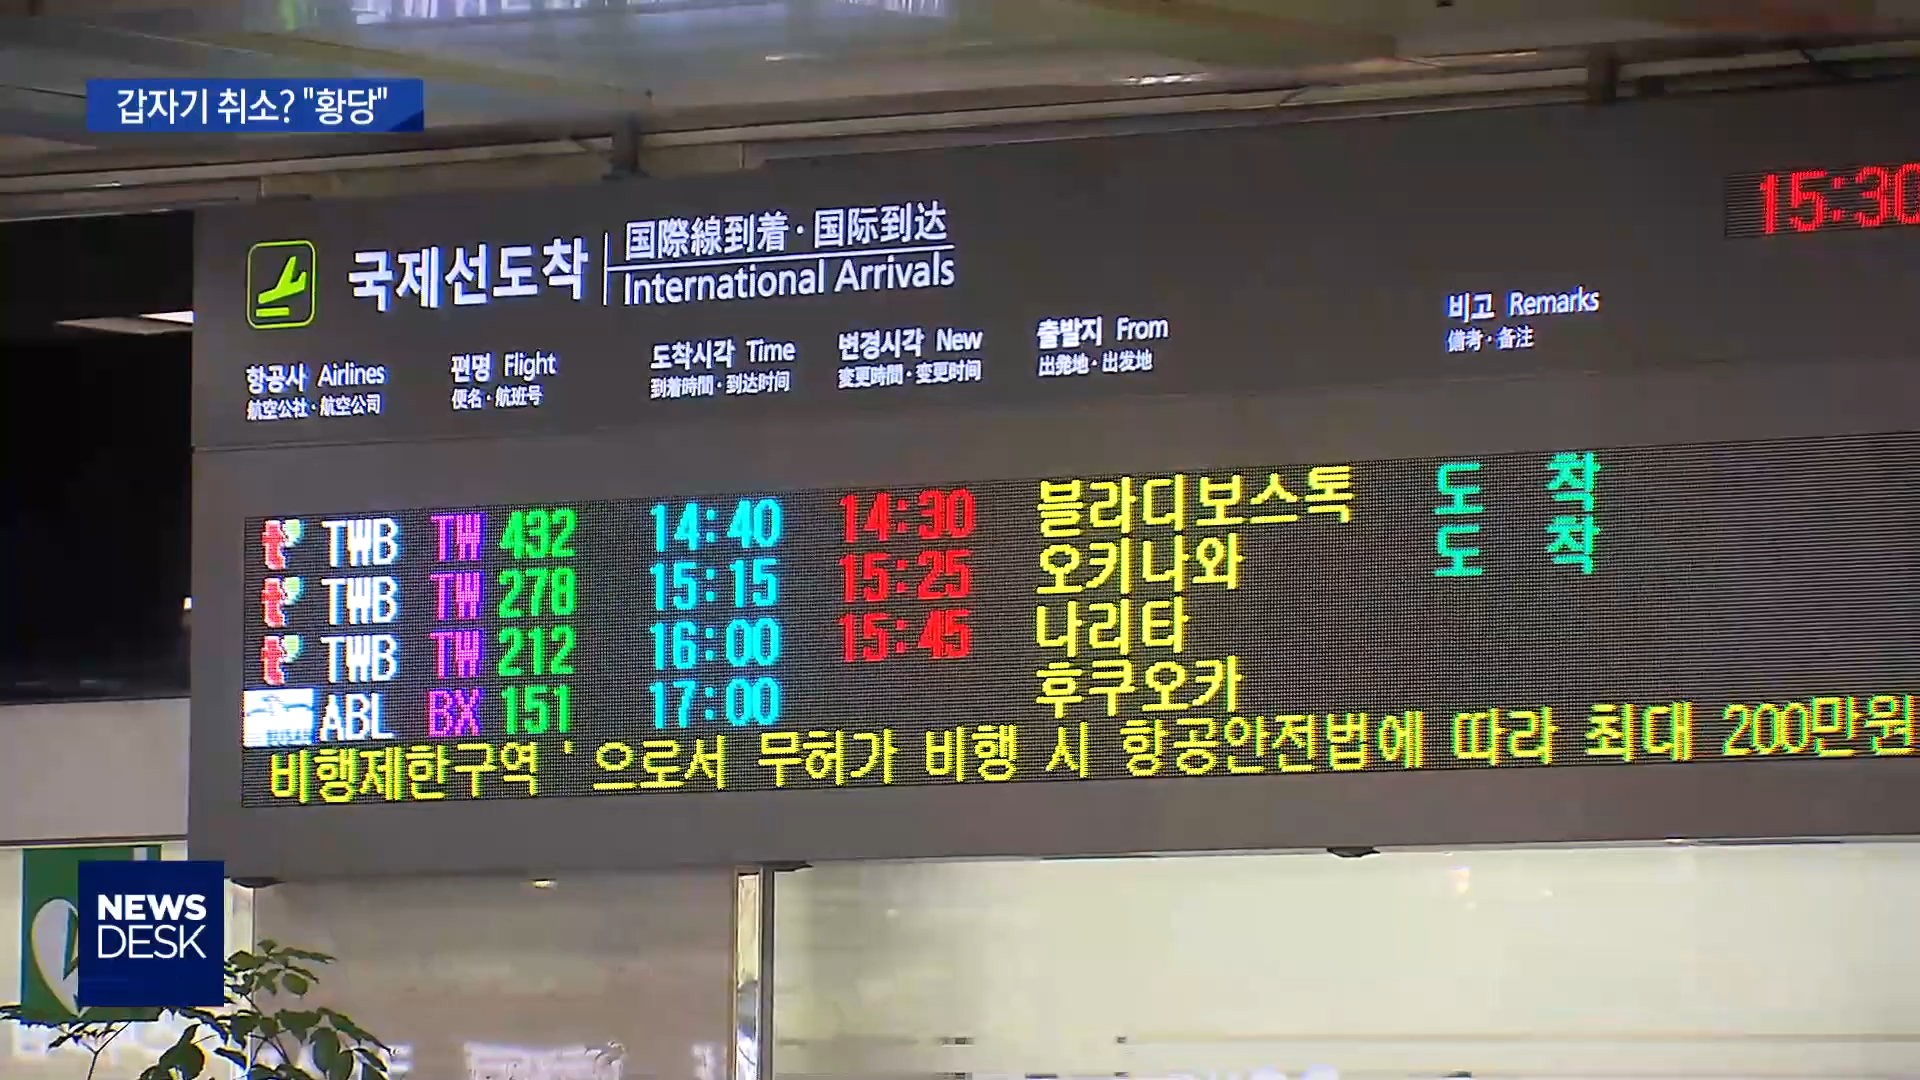 갑자기 취소? "황당"
15:30
국제선도착
国際線到着·国际到达
International Arrivals
항공사 Airlines
航空公社·航空公司
편명 Flight
便名·航班号
도착시각 Time
到着時間·到达时间
변경시각 New
変更時間·变更时间
출발지 From
出発地·出发地
비고 Remarks
備考·备注
TWB TW 432 14:40 14:30 블라디보스톡 도 착
TWB TW 278 15:15 15:25 오키나와 도 착
TWB TW 212 16:00 15:45 나리타
ABL BX 151 17:00 후쿠오카
비행제한구역 ' 으로서 무허가 비행 시 항공안전법에 따라 최대 200만원
NEWS
DESK